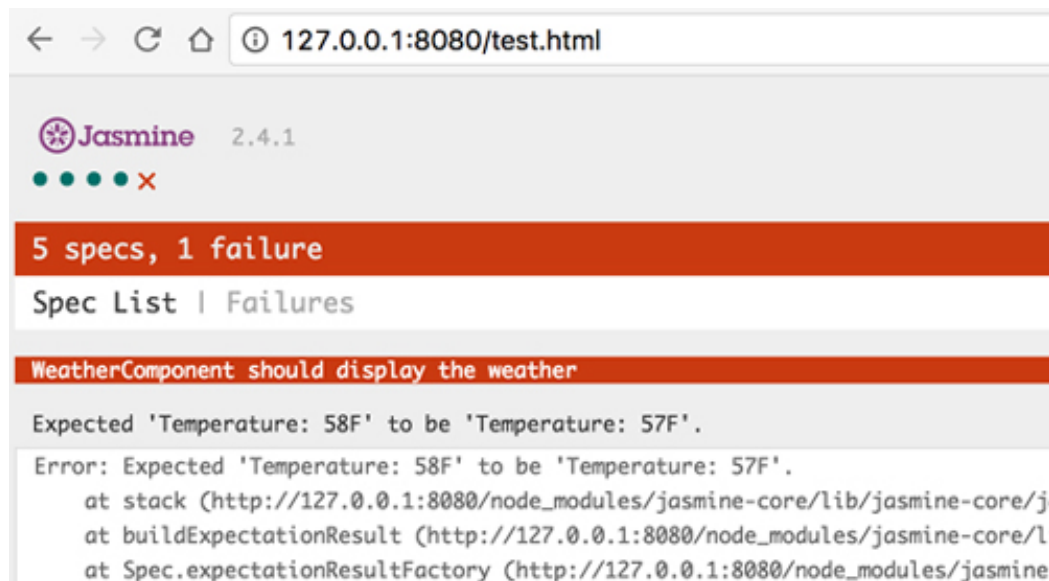 127.0.0.1:8080/test.html
Jasmine 2.4.1
5 specs, 1 failure
Spec List | Failures
WeatherComponent should display the weather
Expected 'Temperature: 58F' to be 'Temperature: 57F'.
Error: Expected 'Temperature: 58F' to be 'Temperature: 57F'.
at stack (http://127.0.0.1:8080/node_modules/jasmine-core/lib/jasmine-core/j
at buildExpectationResult (http://127.0.0.1:8080/node_modules/jasmine-core/l
at Spec.expectationResultFactory (http://127.0.0.1:8080/node_modules/jasmine